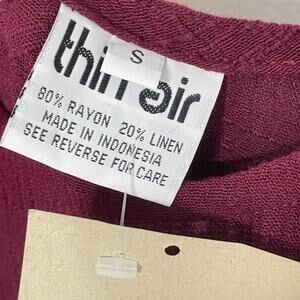 thin air
S
80% RAYON 20% LINEN
MADE IN INDONESIA
SEE REVERSE FOR CARE